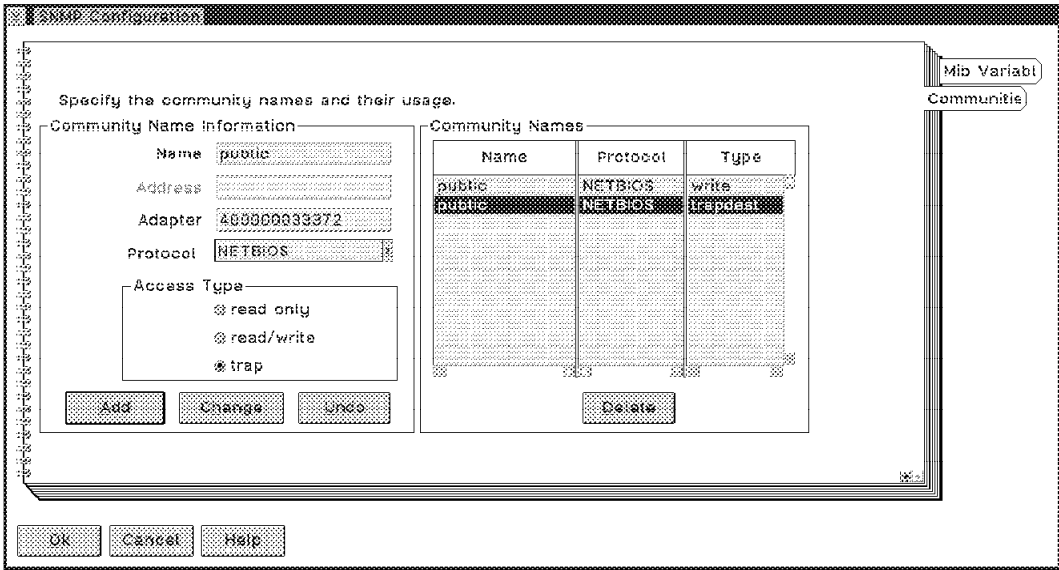 SNMP Configuration
Mib Variabl
Communitie
Specify the community names and their usage.
Community Name Information
Name public
Address
Adapter 400000033372
Protocol NETBIOS
Access Type
read only
read/write
trap
Add Change Undo
Community Names
Name Protocol Type
public NETBIOS write
public NETBIOS trapdest
Delete
Ok Cancel Help